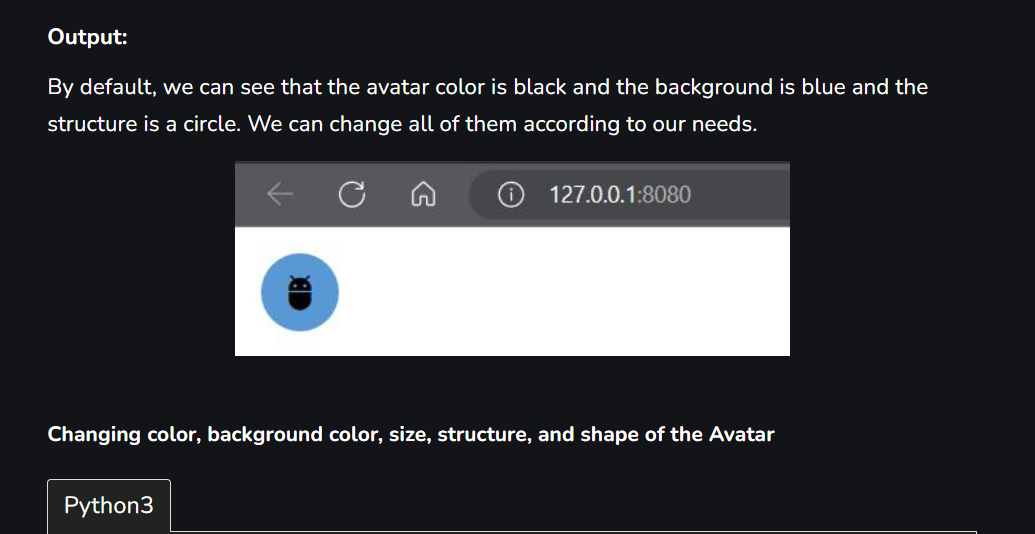 Output:
By default, we can see that the avatar color is black and the background is blue and the
structure is a circle. We can change all of them according to our needs.
127.0.0.1:8080
Changing color, background color, size, structure, and shape of the Avatar
Python3